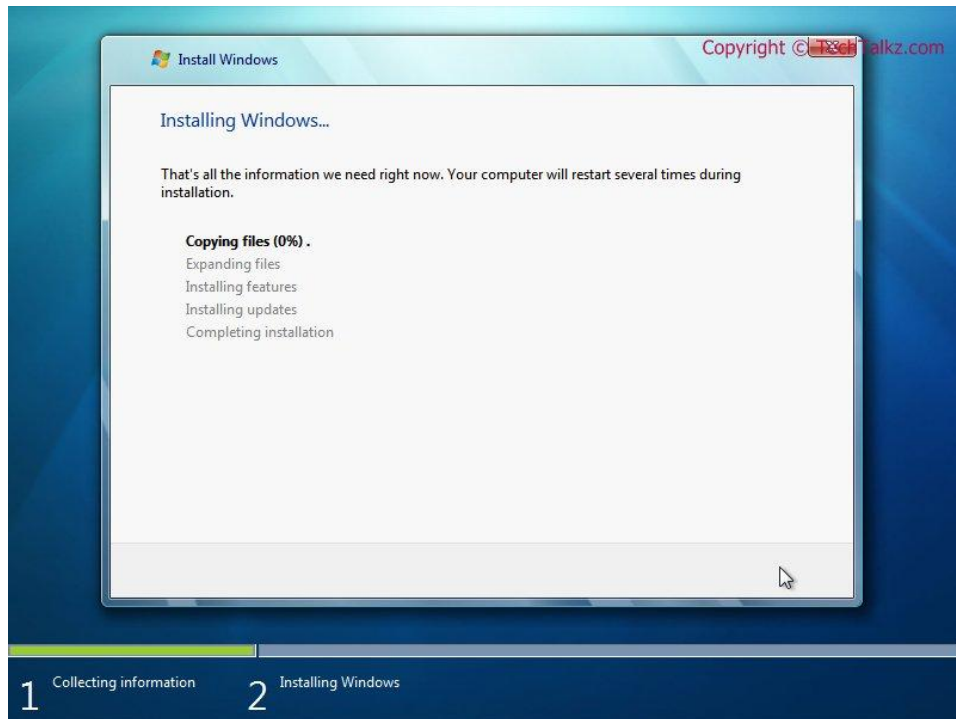 Install Windows
Copyright © TechTalkz.com
Installing Windows...
That's all the information we need right now. Your computer will restart several times during
installation.
Copying files (0%) .
Expanding files
Installing features
Installing updates
Completing installation
1 Collecting information
2 Installing Windows